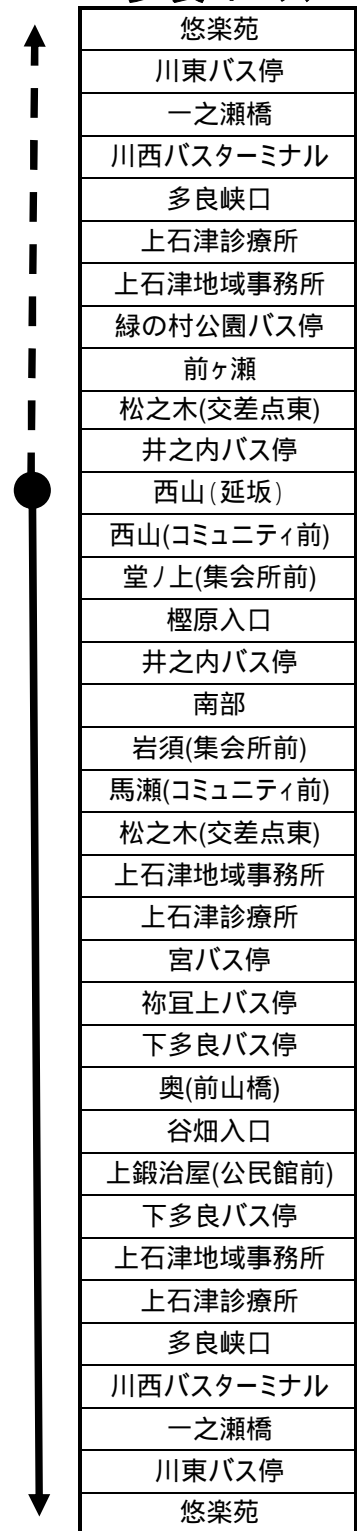 悠楽苑
川東バス停
一之瀬橋
川西バスターミナル
多良峡口
上石津診療所
上石津地域事務所
緑の村公園バス停
前ヶ瀬
松之木(交差点東)
井之内バス停
西山(延坂)
西山(コミュニティ前)
堂ノ上(集会所前)
樫原入口
井之内バス停
南部
岩須(集会所前)
馬瀬(コミュニティ前)
松之木(交差点東)
上石津地域事務所
上石津診療所
宮バス停
祢宜上バス停
下多良バス停
奥(前山橋)
谷畑入口
上鍛治屋(公民館前)
下多良バス停
上石津地域事務所
上石津診療所
多良峡口
川西バスターミナル
一之瀬橋
川東バス停
悠楽苑